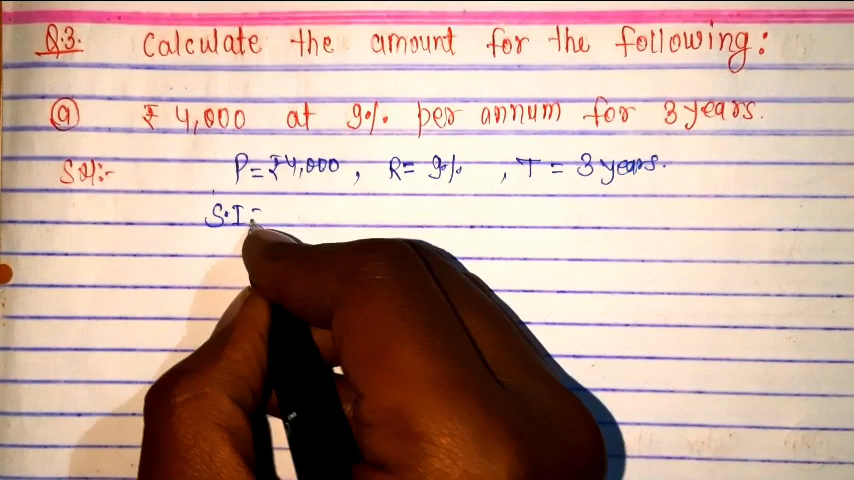 Q.3. Calculate the amount for the following:
(a) ₹ 4,000 at 9% per annum for 3 years.
Sol:- P=₹4,000, R= 9%, T = 3 years.
S.I=